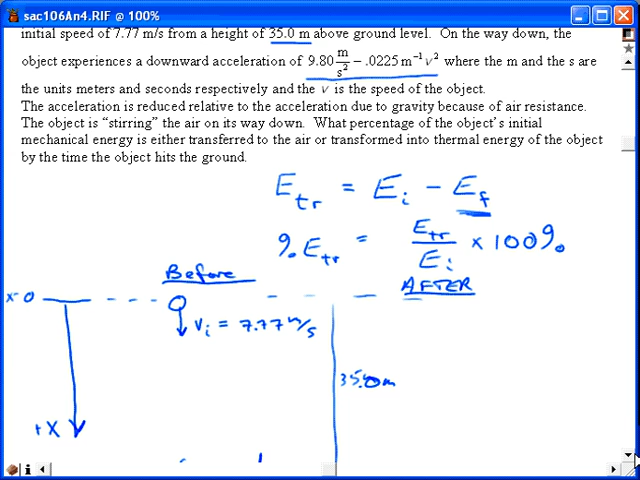 sac106An4.RIF @ 100%
initial speed of 7.77 m/s from a height of 35.0 m above ground level. On the way down, the
object experiences a downward acceleration of 9.80 m/s² − .0225 m⁻¹ v² where the m and the s are
the units meters and seconds respectively and the v is the speed of the object.
The acceleration is reduced relative to the acceleration due to gravity because of air resistance.
The object is “stirring” the air on its way down. What percentage of the object’s initial
mechanical energy is either transferred to the air or transformed into thermal energy of the object
by the time the object hits the ground.
E_tr = E_i − E_f
% E_tr = E_tr / E_i × 100%
Before
AFTER
x 0
v_i = 7.77 m/s
35.0m
+X